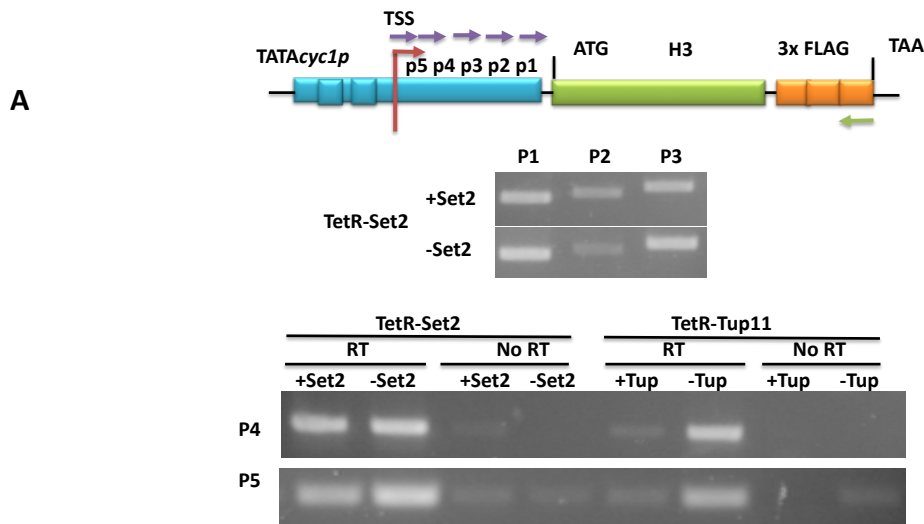 A
TSS
TATAcyc1p
p5 p4 p3 p2 p1
ATG H3 3x FLAG TAA
P1 P2 P3
TetR-Set2
+Set2
-Set2
TetR-Set2 TetR-Tup11
RT No RT RT No RT
+Set2 -Set2 +Set2 -Set2 +Tup -Tup +Tup -Tup
P4
P5